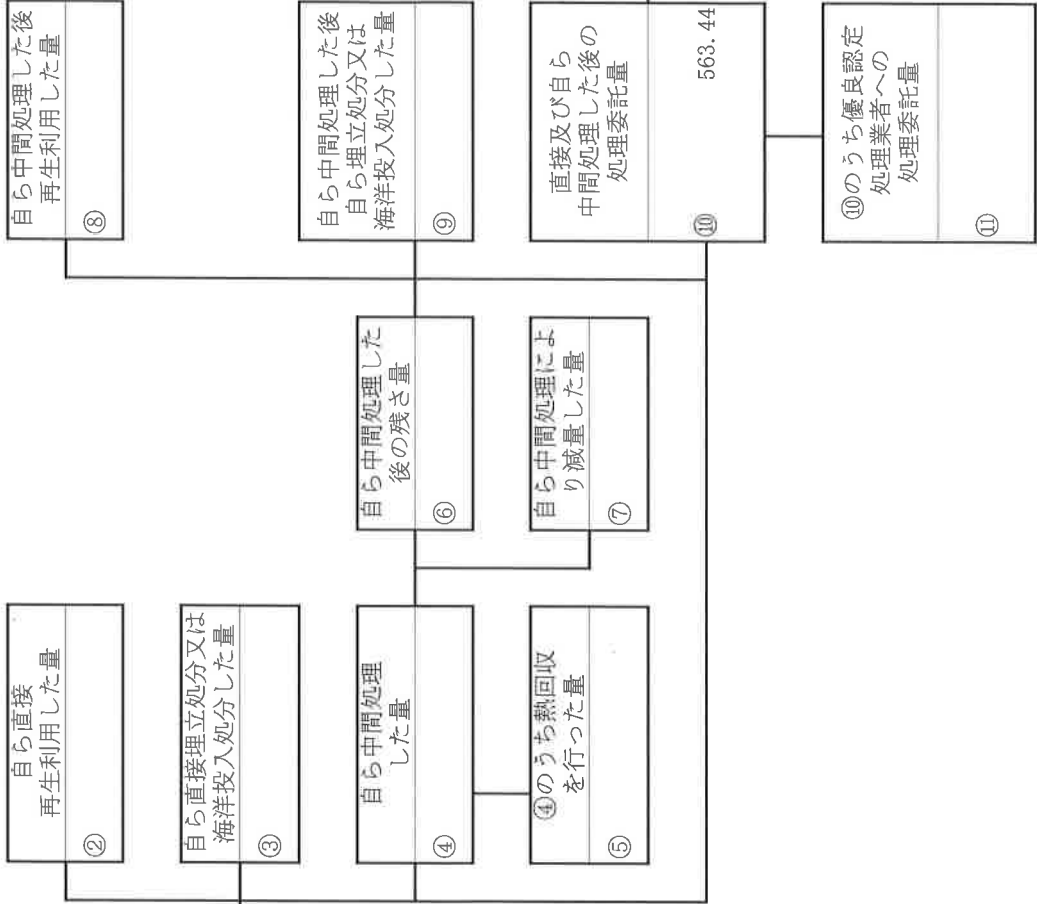 自ら直接
再生利用した量
②
自ら直接埋立処分又は
海洋投入処分した量
③
自ら中間処理
した量
④
④のうち熱回収
を行った量
⑤
自ら中間処理した
後の残さ量
⑥
自ら中間処理によ
り減量した量
⑦
自ら中間処理した後
再生利用した量
⑧
自ら中間処理した後
自ら埋立処分又は
海洋投入処分した量
⑨
直接及び自ら
中間処理した後の
処理委託量
⑩
563.44
⑩のうち優良認定
処理業者への
処理委託量
⑪